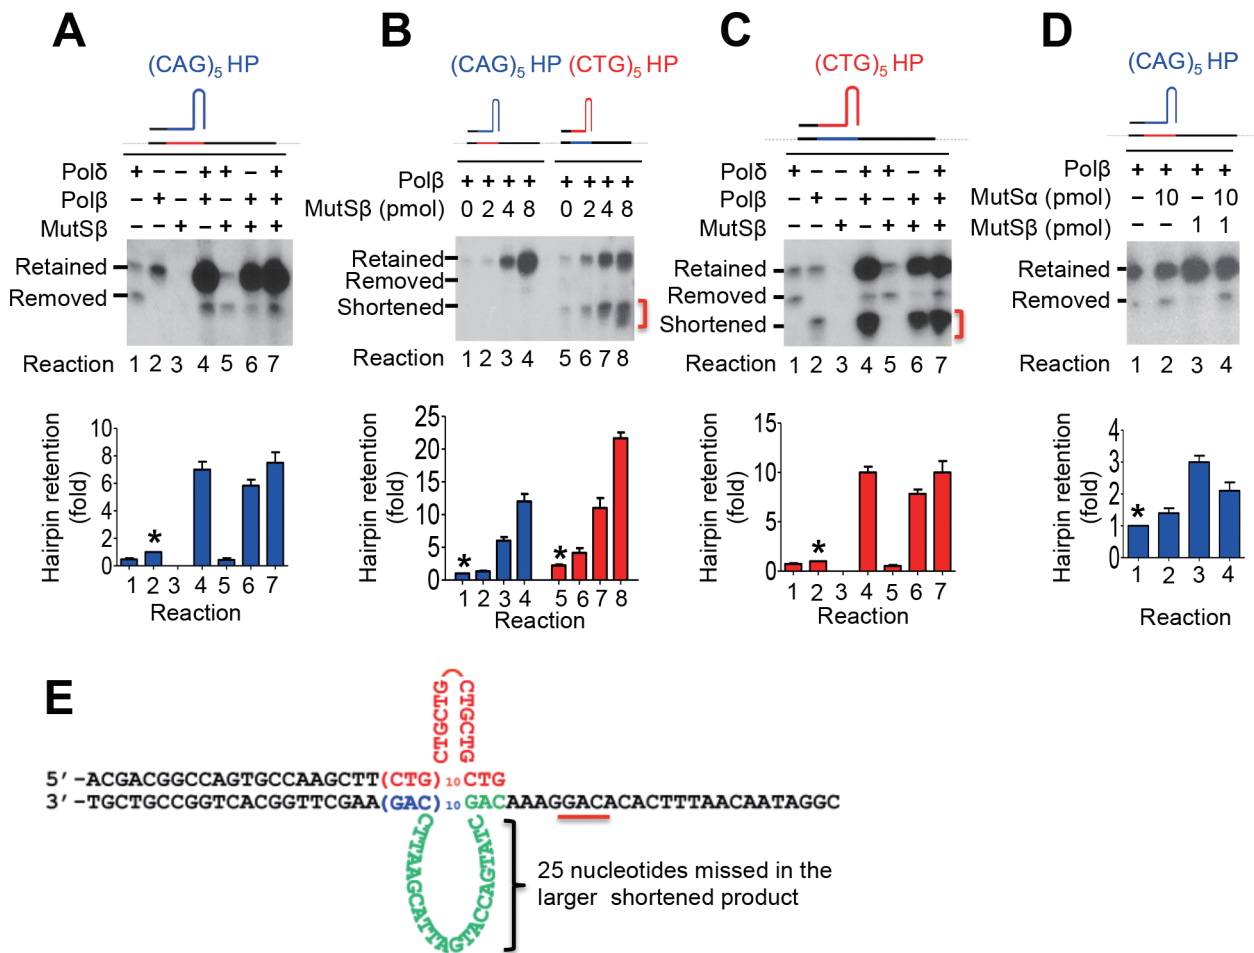 A
(CAG)5 HP
Polδ + – – + + – +
Polβ – + – + – + +
MutSβ – – + + + + +
Retained
Removed
Reaction 1 2 3 4 5 6 7
Hairpin retention (fold)
10
8
6
4
2
0
* 
1 2 3 4 5 6 7
Reaction
B
(CAG)5 HP (CTG)5 HP
Polβ + + + + + + + +
MutSβ (pmol) 0 2 4 8 0 2 4 8
Retained
Removed
Shortened
Reaction 1 2 3 4 5 6 7 8
Hairpin retention
(fold)
25
20
15
10
5
0
* *
1 2 3 4 5 6 7 8
Reaction
C
(CTG)5 HP
Polδ + – – + + – +
Polβ – + – + – + +
MutSβ – – + + + + +
Retained
Removed
Shortened
Reaction 1 2 3 4 5 6 7
Hairpin retention
(fold)
15
10
5
0
*
1 2 3 4 5 6 7
Reaction
D
(CAG)5 HP
Polβ + + + +
MutSα (pmol) – 10 – 10
MutSβ (pmol) – – 1 1
Retained
Removed
Reaction 1 2 3 4
Hairpin retention
(fold)
4
3
2
1
0
*
1 2 3 4
Reaction
E
CTGCTG CTGCTG
5′-ACGACGGCCAGTGCCAAGCTT(CTG)10CTG
3′-TGCTGCCGGTCACGGTTCGAA(GAC)10GACAAAGGACACACTTTAACAATAGGC
CTTAAGCATTAGTACCAGTATC
25 nucleotides missed in the
larger shortened product